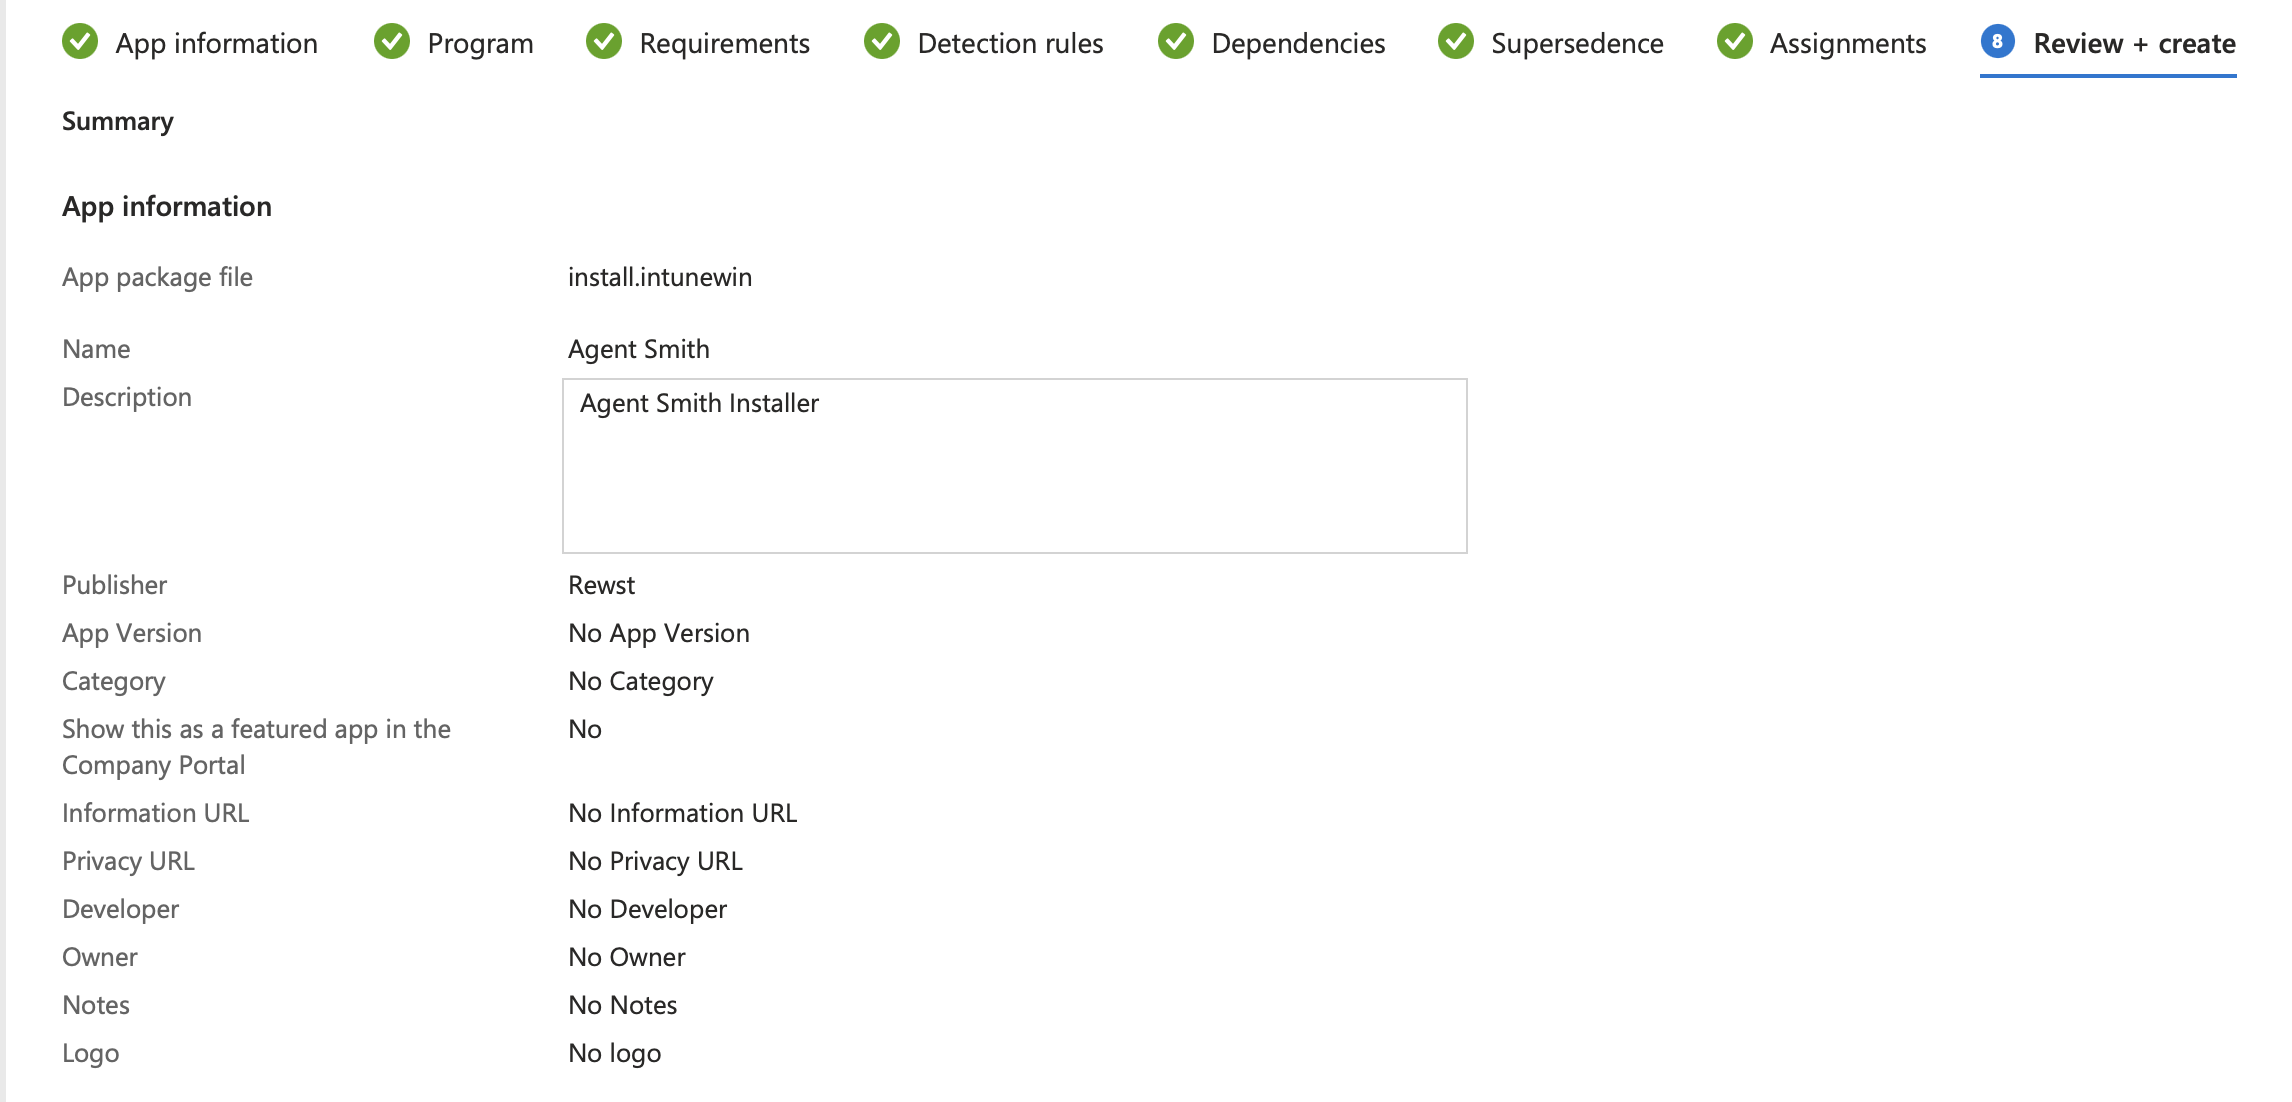 App information Program Requirements Detection rules Dependencies Supersedence Assignments 8 Review + create
Summary
App information
App package file install.intunewin
Name Agent Smith
Description Agent Smith Installer
Publisher Rewst
App Version No App Version
Category No Category
Show this as a featured app in the No
Company Portal
Information URL No Information URL
Privacy URL No Privacy URL
Developer No Developer
Owner No Owner
Notes No Notes
Logo No logo